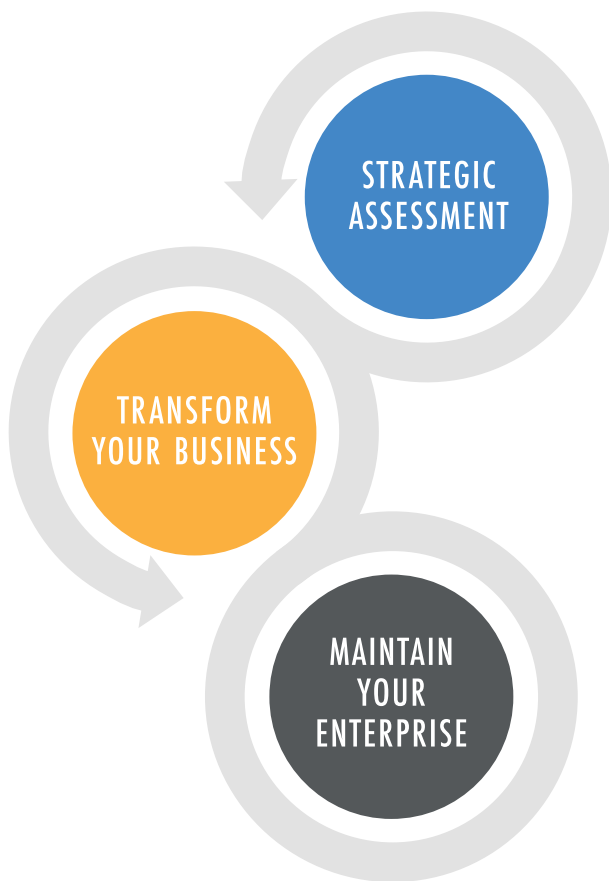 STRATEGIC
ASSESSMENT
TRANSFORM
YOUR BUSINESS
MAINTAIN
YOUR
ENTERPRISE